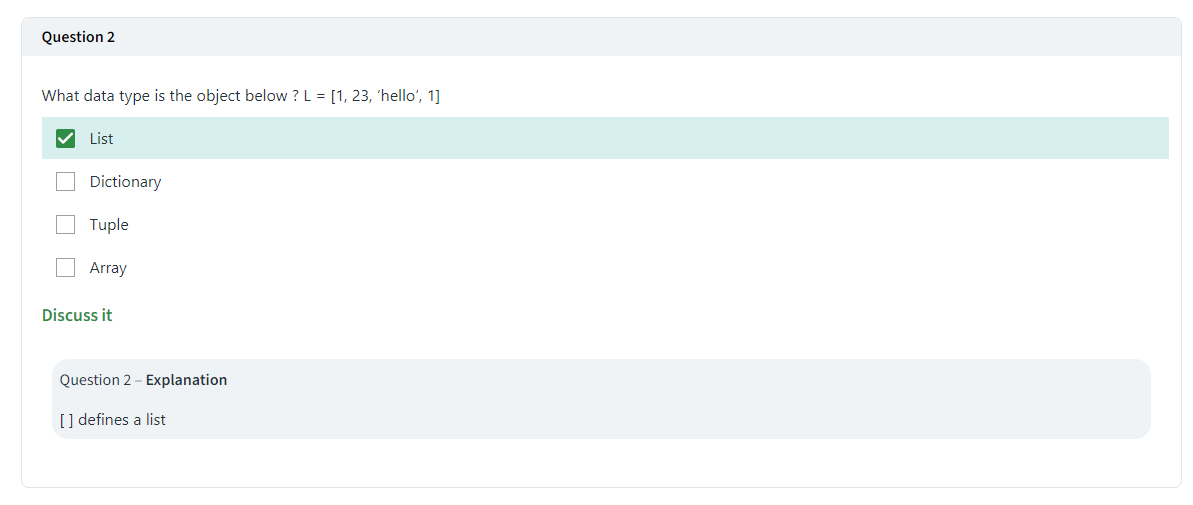 Question 2
What data type is the object below ? L = [1, 23, ‘hello’, 1]
List
Dictionary
Tuple
Array
Discuss it
Question 2 – Explanation
[ ] defines a list